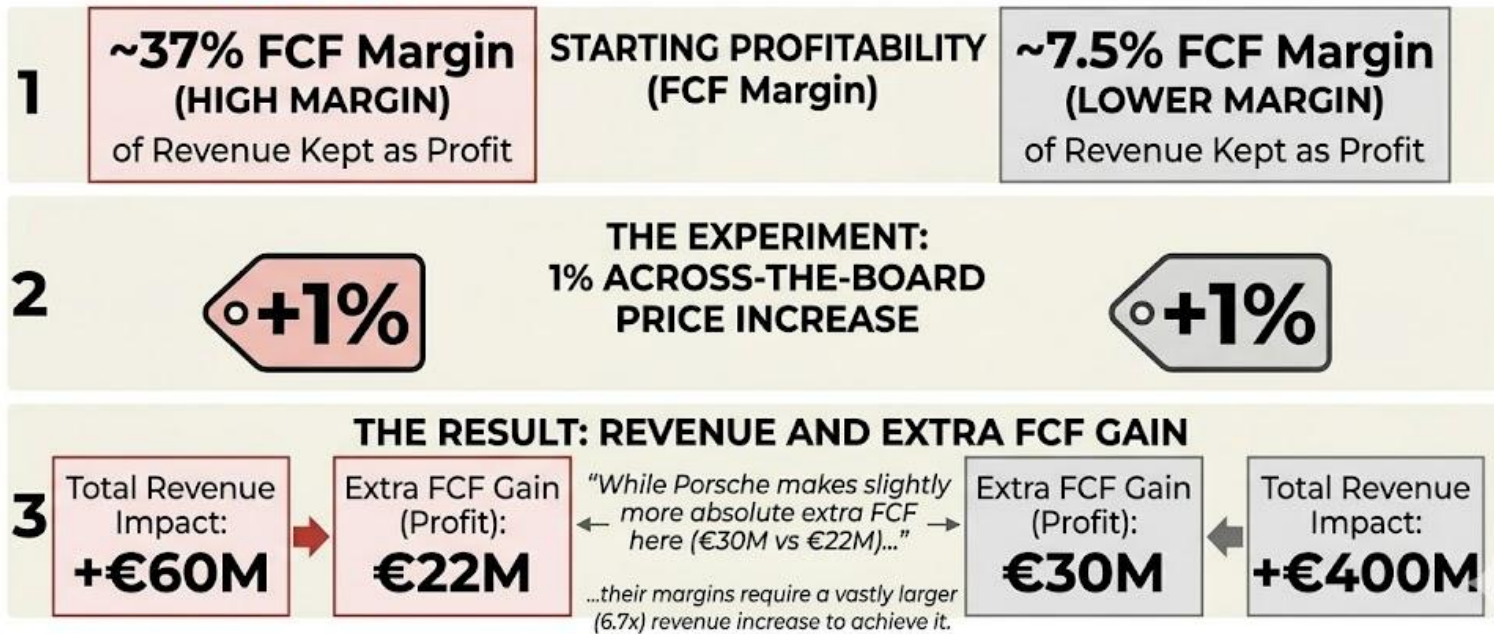 1
~37% FCF Margin
(HIGH MARGIN)
of Revenue Kept as Profit
STARTING PROFITABILITY
(FCF Margin)
~7.5% FCF Margin
(LOWER MARGIN)
of Revenue Kept as Profit
2
+1%
THE EXPERIMENT:
1% ACROSS-THE-BOARD
PRICE INCREASE
+1%
THE RESULT: REVENUE AND EXTRA FCF GAIN
3
Total Revenue
Impact:
+€60M
Extra FCF Gain
(Profit):
€22M
“While Porsche makes slightly
more absolute extra FCF
here (€30M vs €22M)...”
...their margins require a vastly larger
(6.7x) revenue increase to achieve it.
Extra FCF Gain
(Profit):
€30M
Total Revenue
Impact:
+€400M